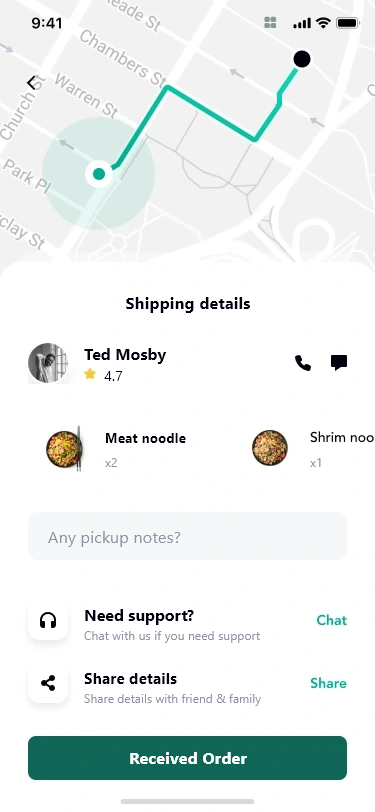 9:41
Reade St
Chambers St
Church St
Warren St
Park Pl
clay St
Shipping details
Ted Mosby
4.7
Meat noodle
x2
Shrim noo
x1
Any pickup notes?
Need support?
Chat with us if you need support
Chat
Share details
Share details with friend & family
Share
Received Order